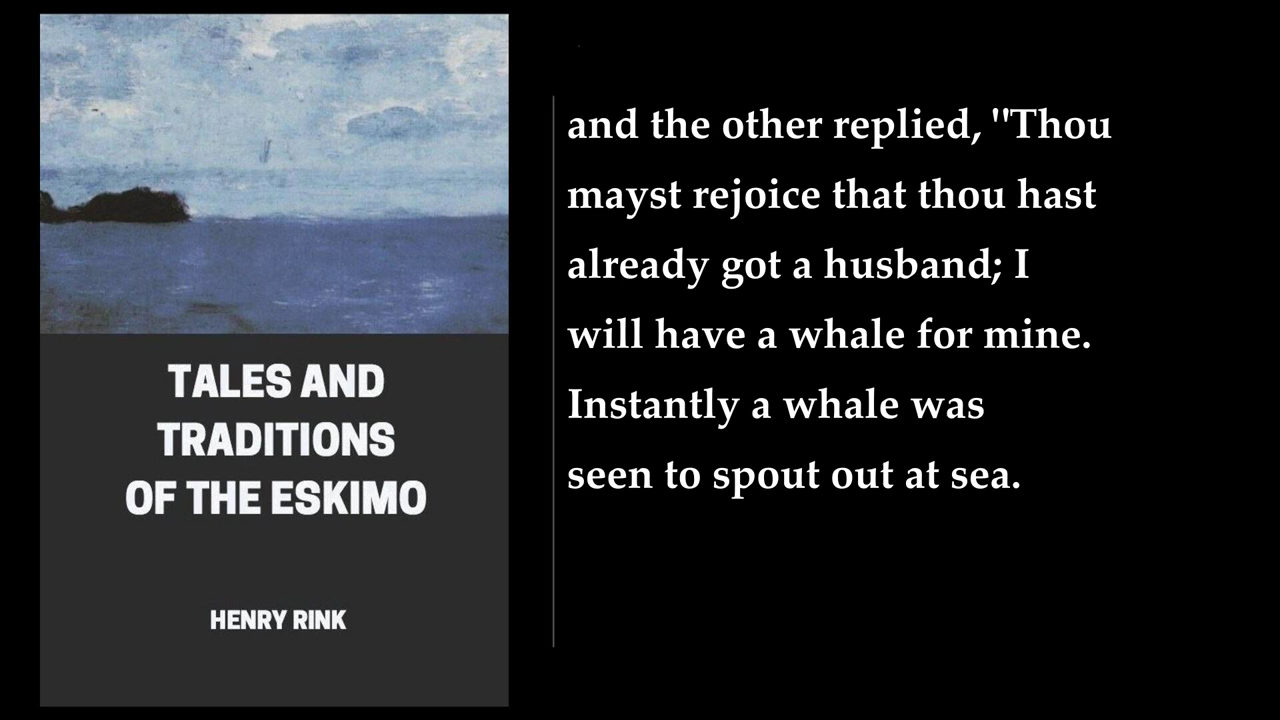 TALES AND
TRADITIONS
OF THE ESKIMO
HENRY RINK
and the other replied, "Thou
mayst rejoice that thou hast
already got a husband; I
will have a whale for mine.
Instantly a whale was
seen to spout out at sea.